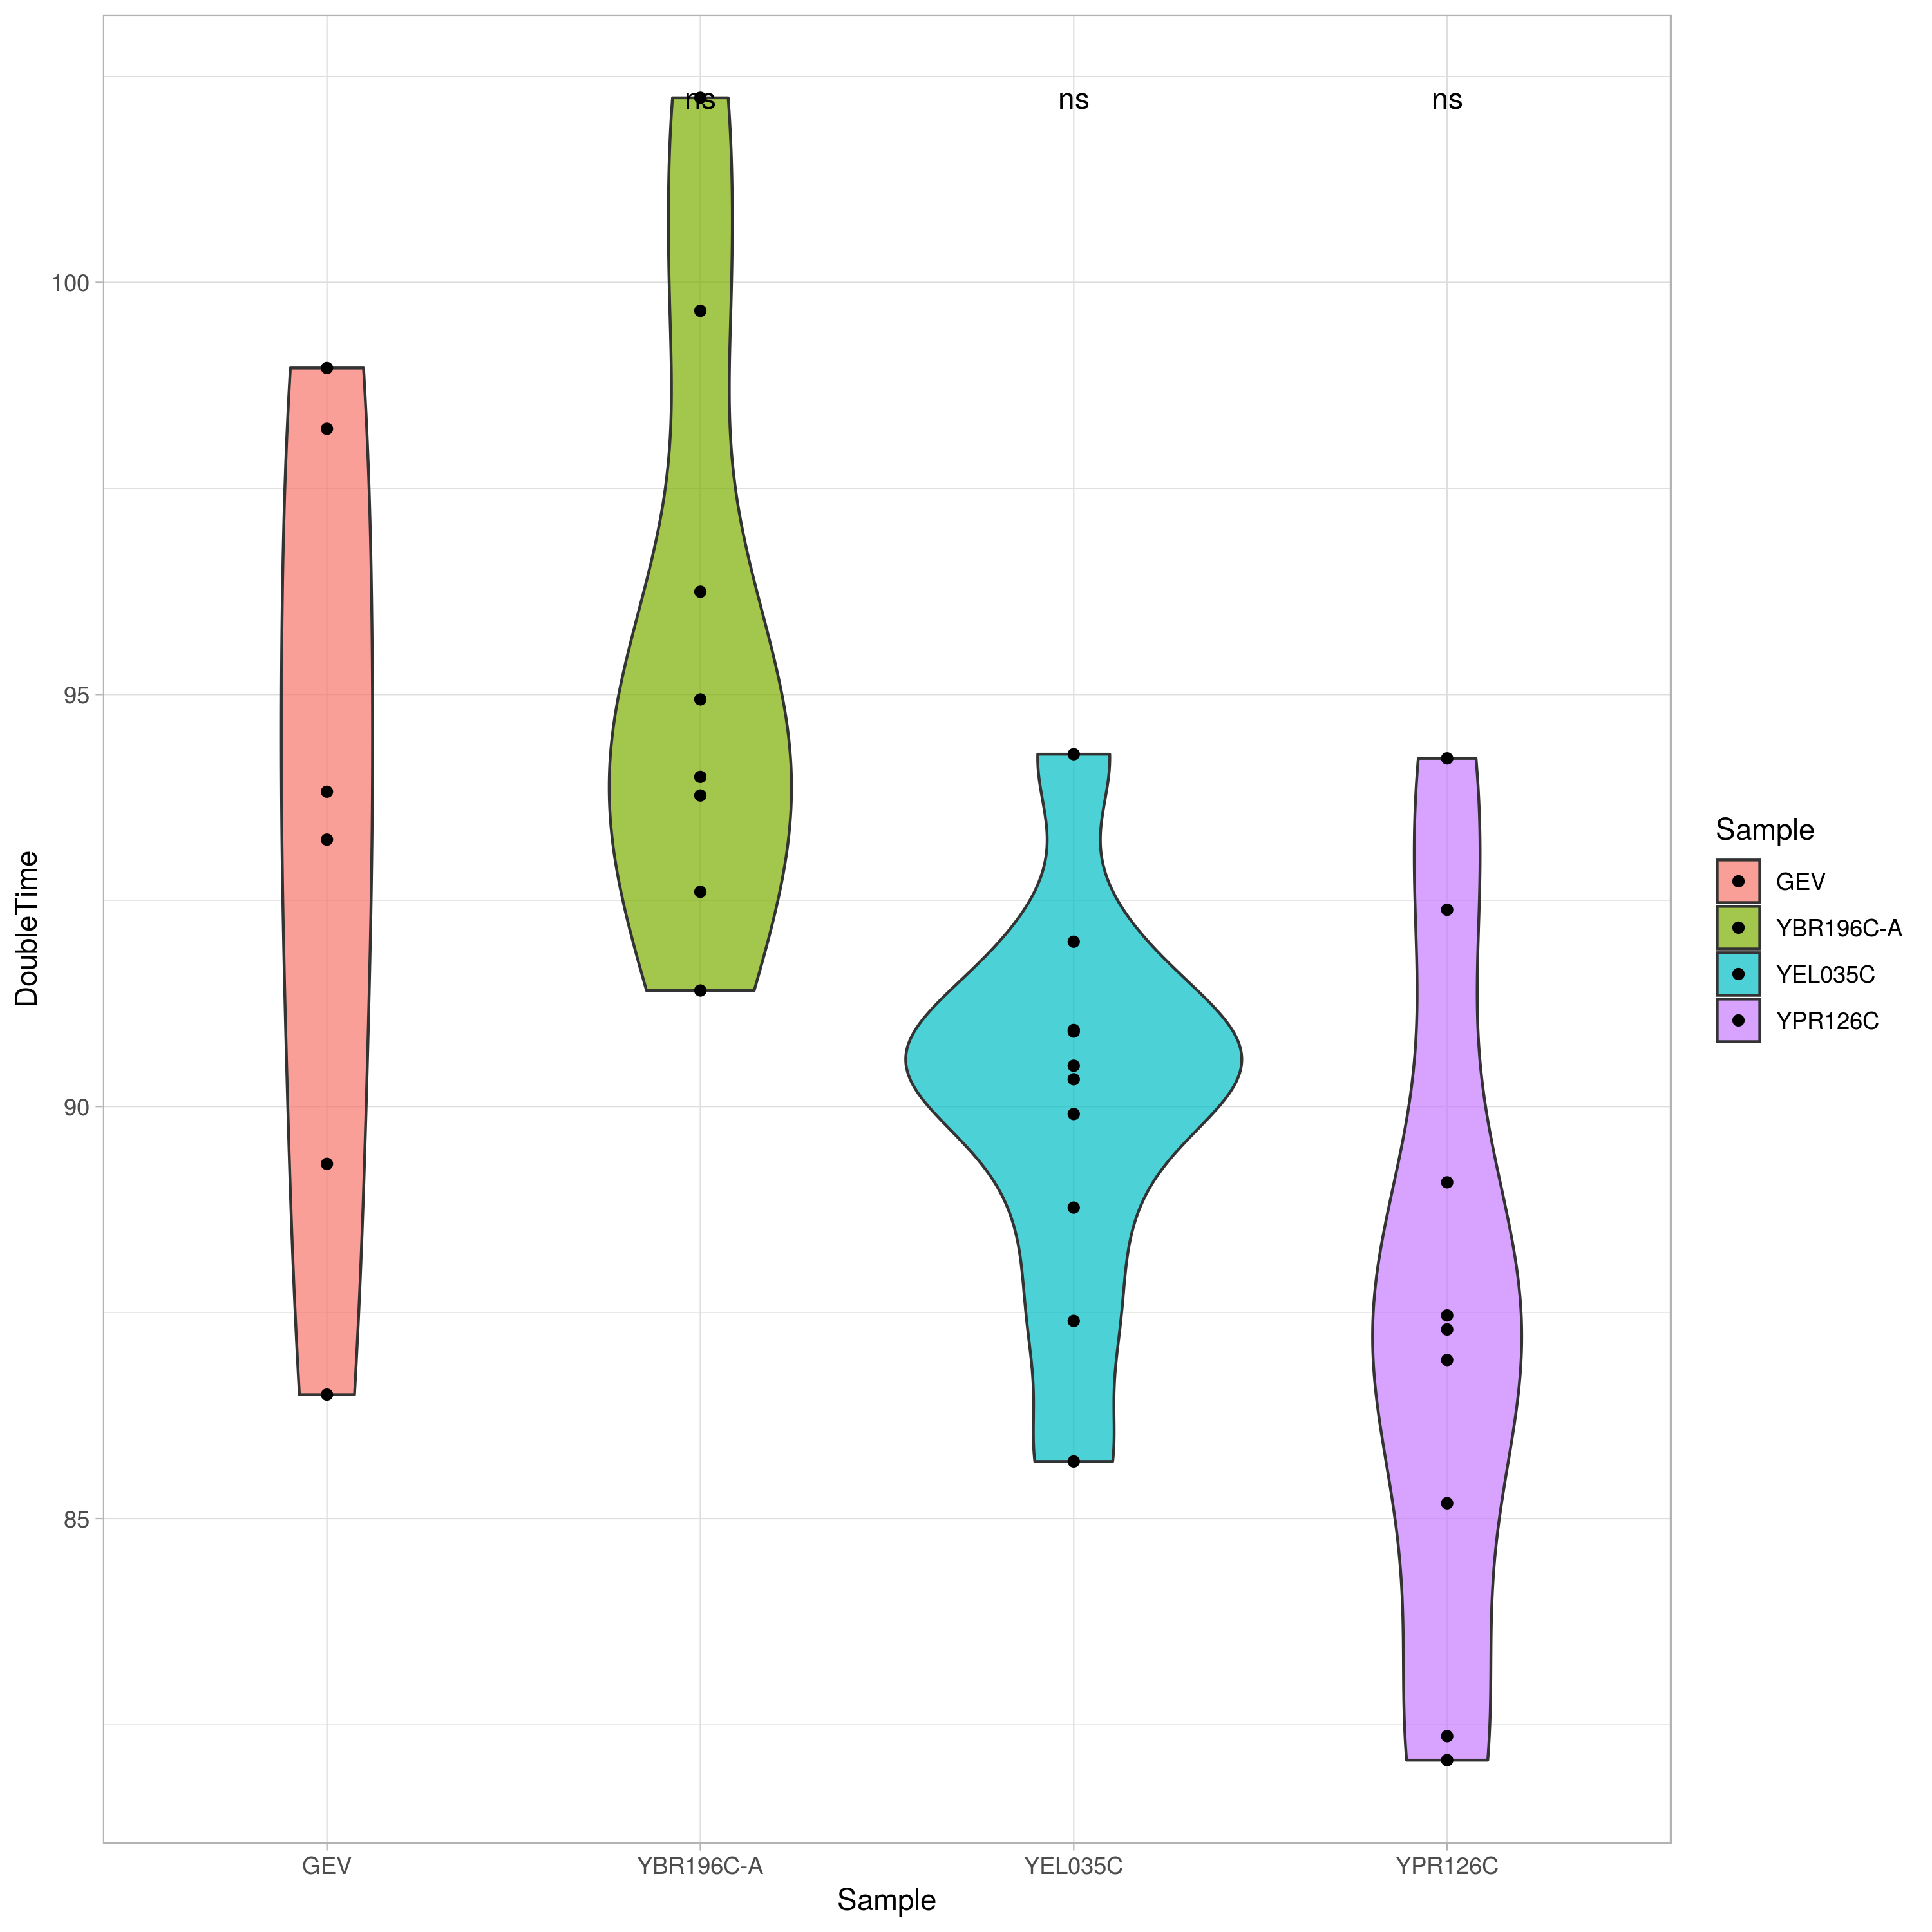 ns ns ns
100
95
90
85
DoubleTime
GEV YBR196C-A YEL035C YPR126C
Sample
Sample
GEV
YBR196C-A
YEL035C
YPR126C